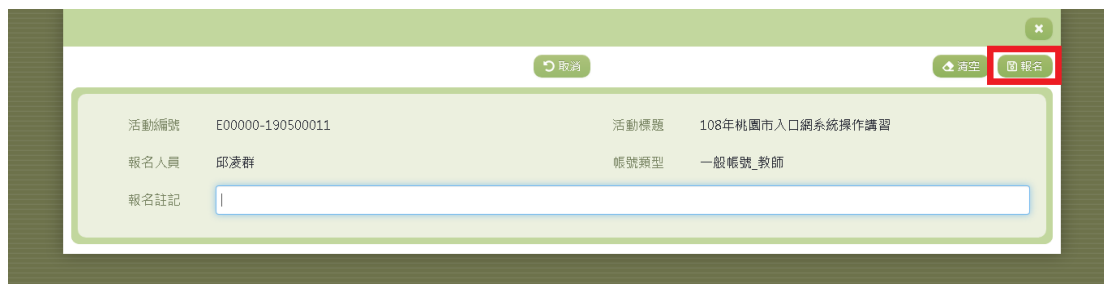 取消 清空 報名
活動編號 E00000-190500011 活動標題 108年桃園市入口網系統操作講習
報名人員 邱凌群 帳號類型 一般帳號_教師
報名註記